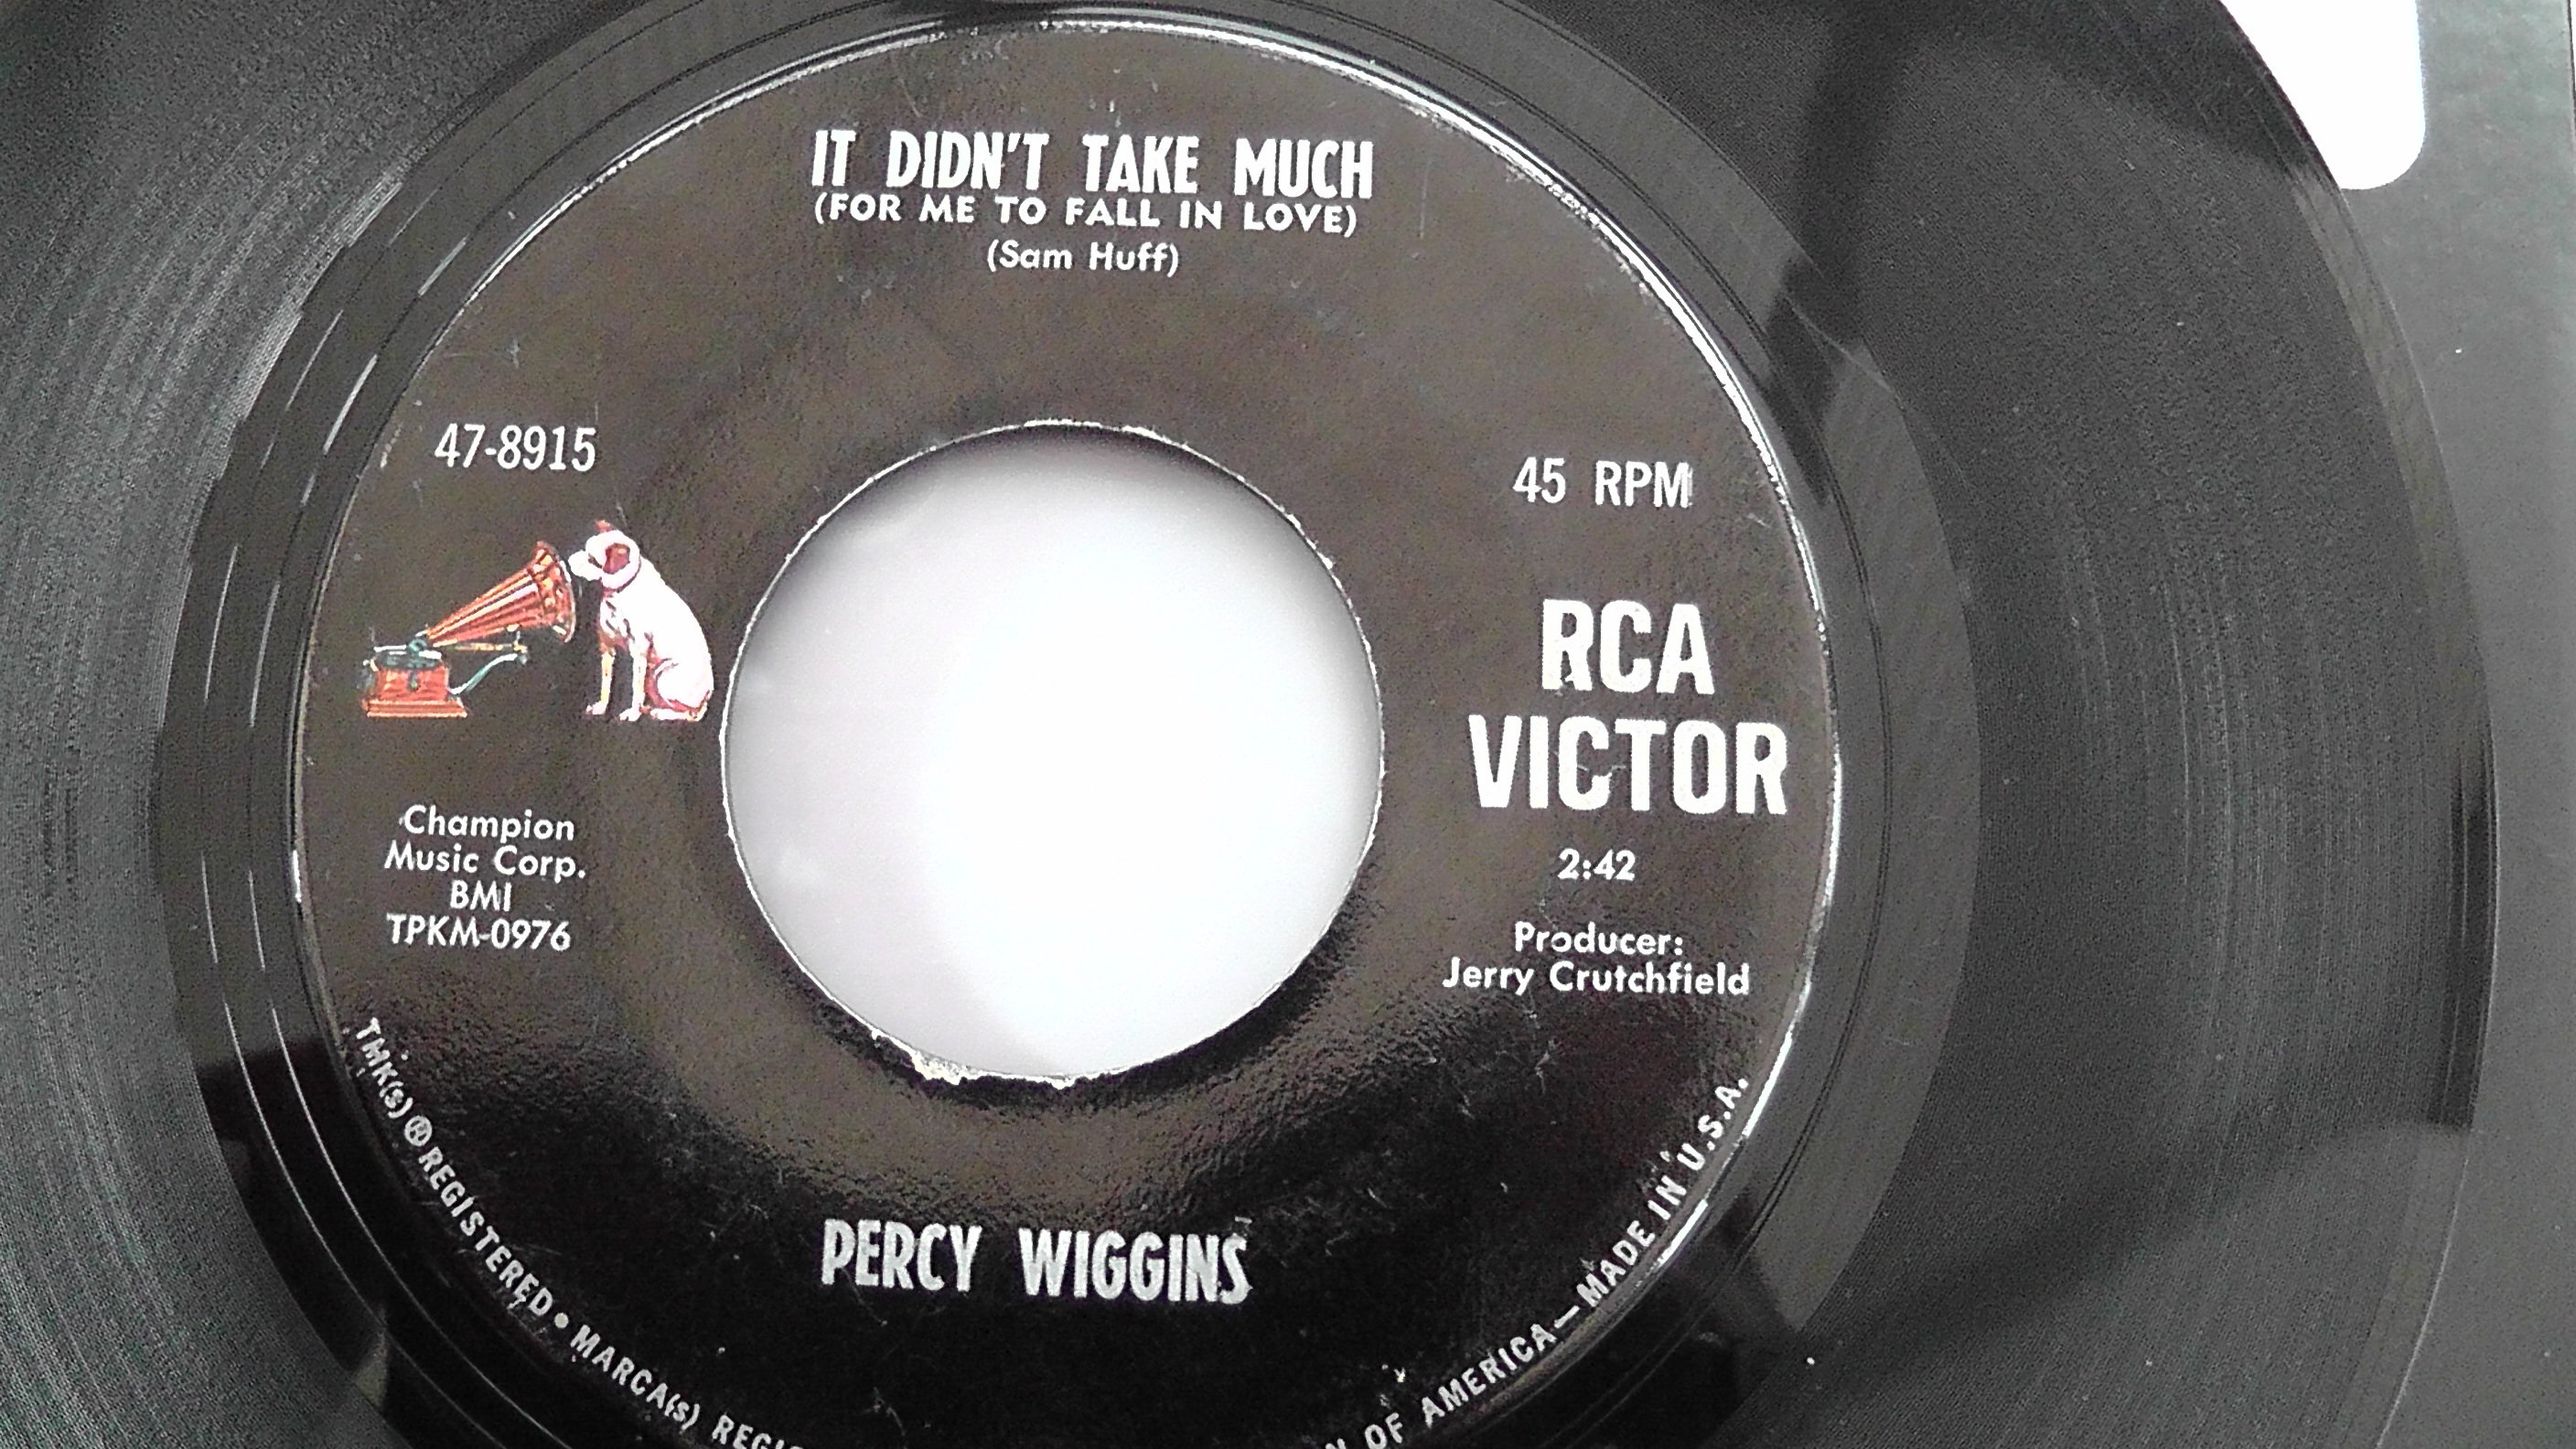 IT DIDN'T TAKE MUCH
(FOR ME TO FALL IN LOVE)
(Sam Huff)
47-8915
45 RPM
RCA
VICTOR
2:42
Producer:
Jerry Crutchfield
Champion
Music Corp.
BMI
TPKM-0976
PERCY WIGGINS
TMK(s) ® REGISTERED • MARCA(s)
OF AMERICA—MADE IN U.S.A.